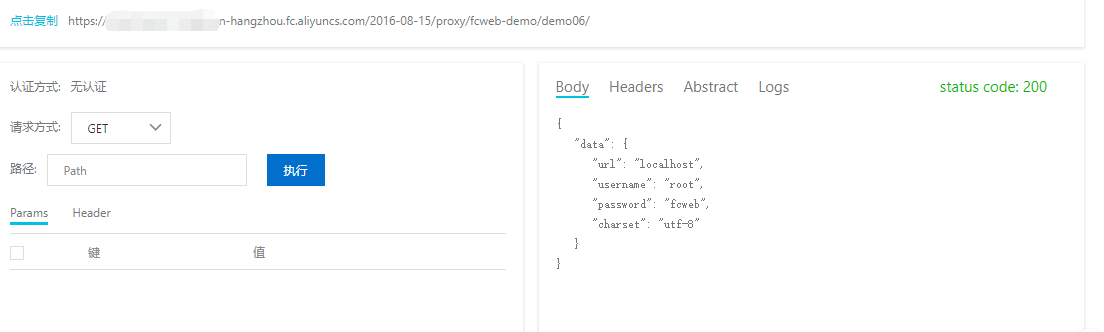 点击复制 https://n-hangzhou.fc.aliyuncs.com/2016-08-15/proxy/fcweb-demo/demo06/
认证方式: 无认证
请求方式: GET
路径: Path 执行
Params Header
键 值
Body Headers Abstract Logs status code: 200
{
"data": {
"url": "localhost",
"username": "root",
"password": "fcweb",
"charset": "utf-8"
}
}